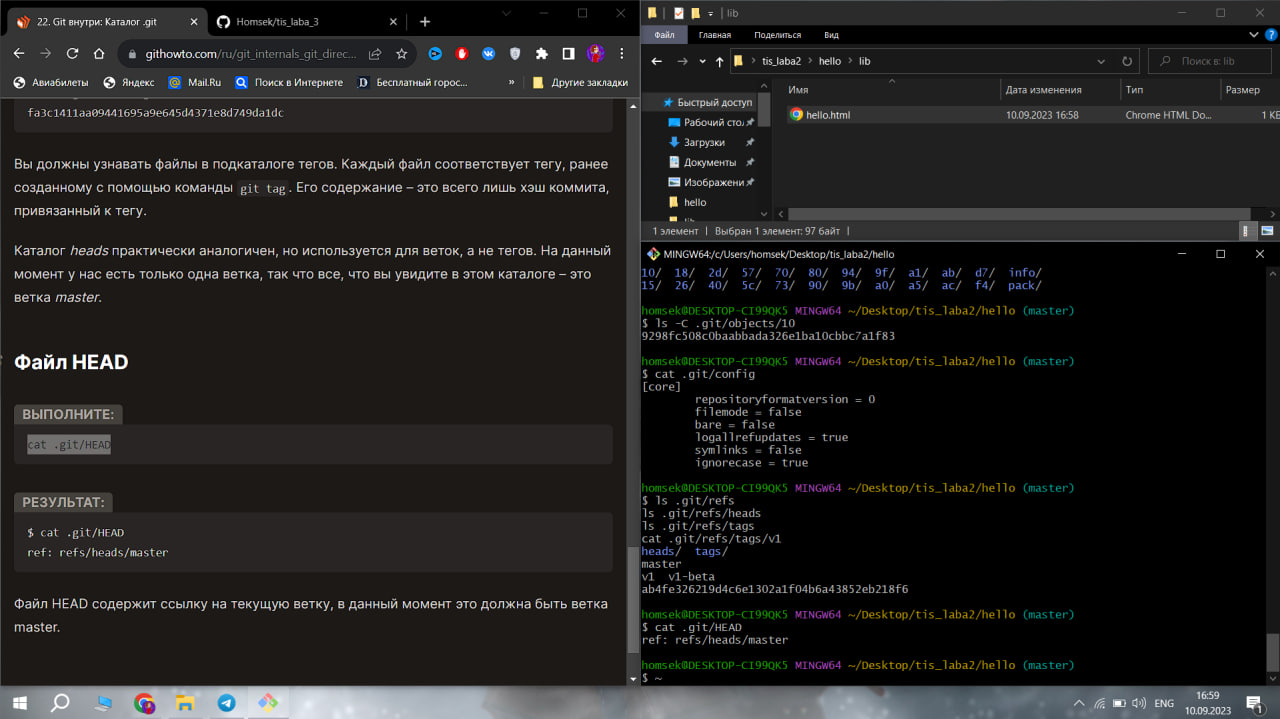 22. Git внутри: Каталог .git
Homsek/tis_laba_3
githowto.com/ru/git_internals_git_direc...
Авиабилеты
Яндекс
Mail.Ru
Поиск в Интернете
Бесплатный горос...
»
Другие закладки
fa3c1411aa09441695a9e645d4371e8d749da1dc
Вы должны узнавать файлы в подкаталоге тегов. Каждый файл соответствует тегу, ранее
созданному с помощью команды git tag. Его содержание – это всего лишь хэш коммита,
привязанный к тегу.
Каталог heads практически аналогичен, но используется для веток, а не тегов. На данный
момент у нас есть только одна ветка, так что все, что вы увидите в этом каталоге – это
ветка master.
Файл HEAD
ВЫПОЛНИТЕ:
cat .git/HEAD
РЕЗУЛЬТАТ:
$ cat .git/HEAD
ref: refs/heads/master
Файл HEAD содержит ссылку на текущую ветку, в данный момент это должна быть ветка
master.
lib
Файл Главная Поделиться Вид
tis_laba2 > hello > lib
Поиск в: lib
Быстрый доступ
Рабочий стол
Загрузки
Документы
Изображени
hello
lib
Имя Дата изменения Тип Размер
hello.html 10.09.2023 16:58 Chrome HTML Do... 1 КБ
1 элемент | Выбран 1 элемент: 97 байт |
MINGW64:/c/Users/homsek/Desktop/tis_laba2/hello
10/ 18/ 2d/ 57/ 70/ 80/ 94/ 9f/ a1/ ab/ d7/ info/
15/ 26/ 40/ 5c/ 73/ 90/ 9b/ a0/ a5/ ac/ f4/ pack/
homsek@DESKTOP-CI99QK5 MINGW64 ~/Desktop/tis_laba2/hello (master)
$ ls -C .git/objects/10
9298fc508c0baabbada326e1ba10cbbc7a1f83
homsek@DESKTOP-CI99QK5 MINGW64 ~/Desktop/tis_laba2/hello (master)
$ cat .git/config
[core]
repositoryformatversion = 0
filemode = false
bare = false
logallrefupdates = true
symlinks = false
ignorecase = true
homsek@DESKTOP-CI99QK5 MINGW64 ~/Desktop/tis_laba2/hello (master)
$ ls .git/refs
ls .git/refs/heads
ls .git/refs/tags
cat .git/refs/tags/v1
heads/ tags/
master
v1 v1-beta
ab4fe326219d4c6e1302a1f04b6a43852eb218f6
homsek@DESKTOP-CI99QK5 MINGW64 ~/Desktop/tis_laba2/hello (master)
$ cat .git/HEAD
ref: refs/heads/master
homsek@DESKTOP-CI99QK5 MINGW64 ~/Desktop/tis_laba2/hello (master)
$ ~
ENG
16:59
10.09.2023
1